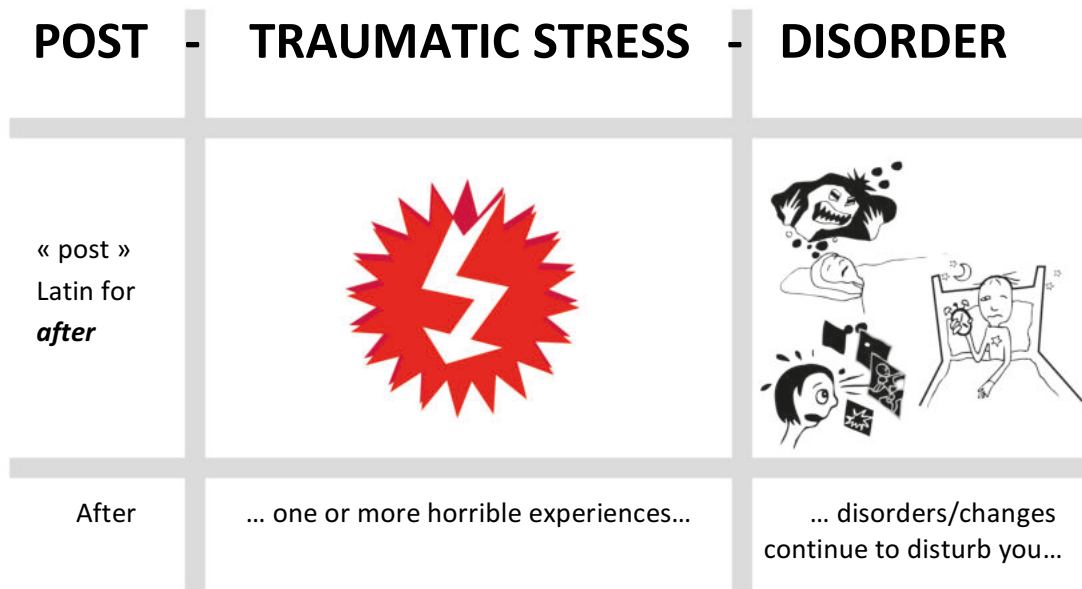 POST - TRAUMATIC STRESS - DISORDER
« post »
Latin for
after
After
... one or more horrible experiences...
... disorders/changes
continue to disturb you...